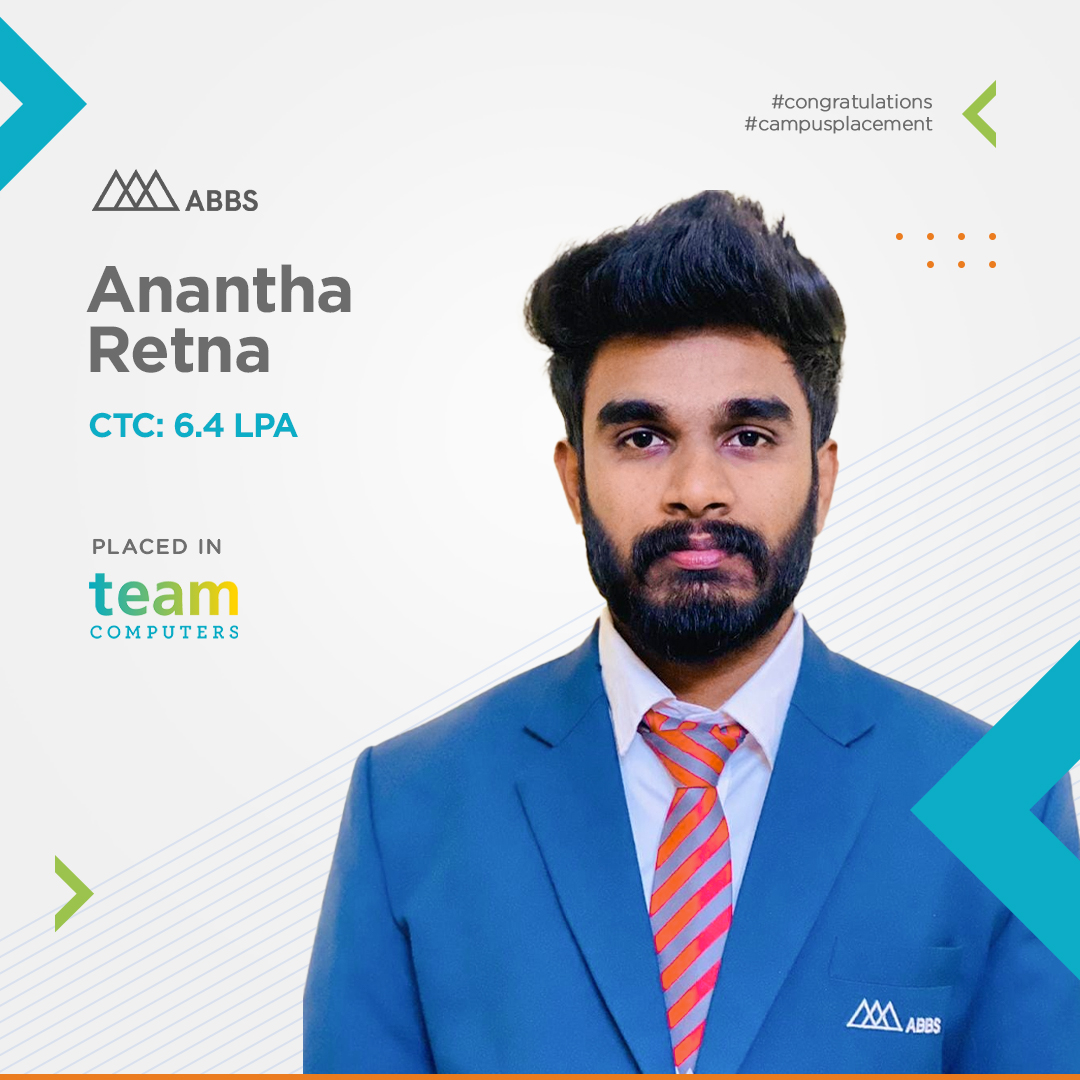 #congratulations
#campusplacement
ABBS
Anantha
Retna
CTC: 6.4 LPA
PLACED IN
team
COMPUTERS
ABBS